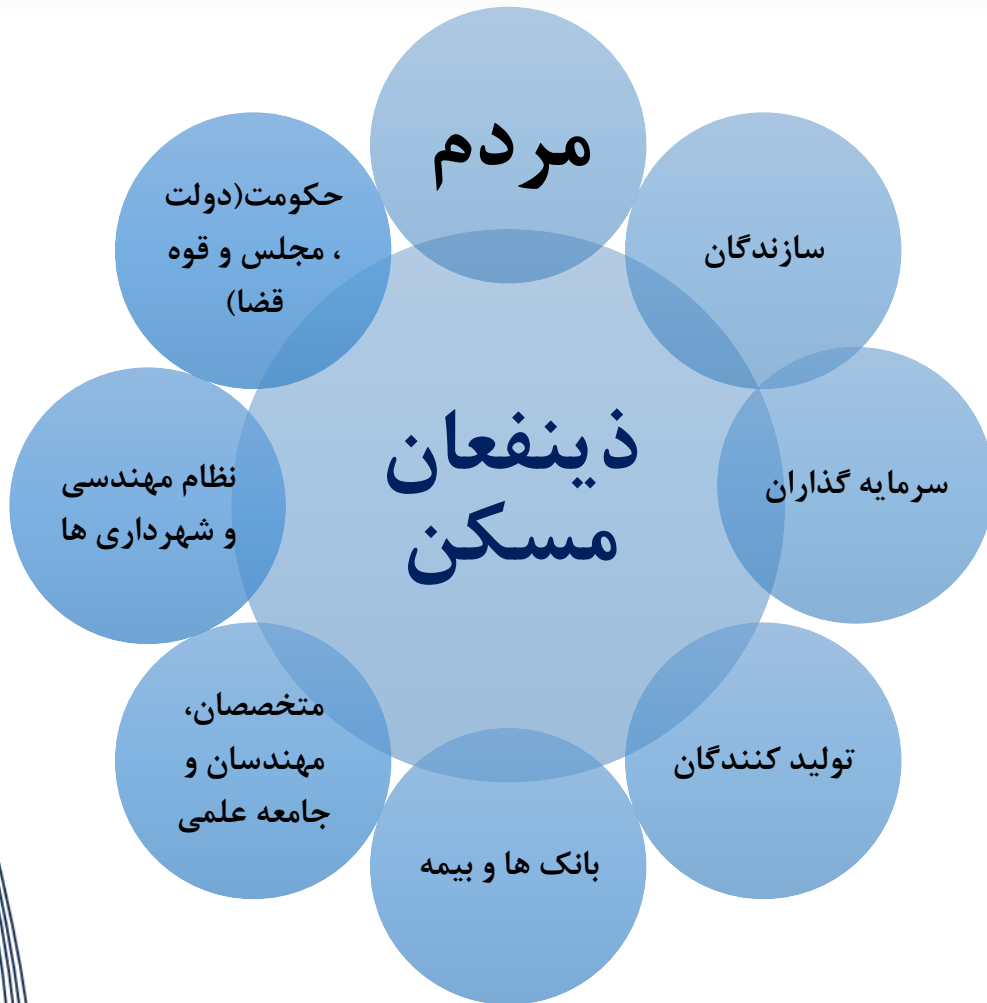 مردم
سازندگان
سرمایه گذاران
تولید کنندگان
بانک ها و بیمه
متخصصان،
مهندسان و
جامعه علمی
نظام مهندسی
و شهرداری ها
حکومت(دولت
، مجلس و قوه
قضا)
ذینفعان
مسکن